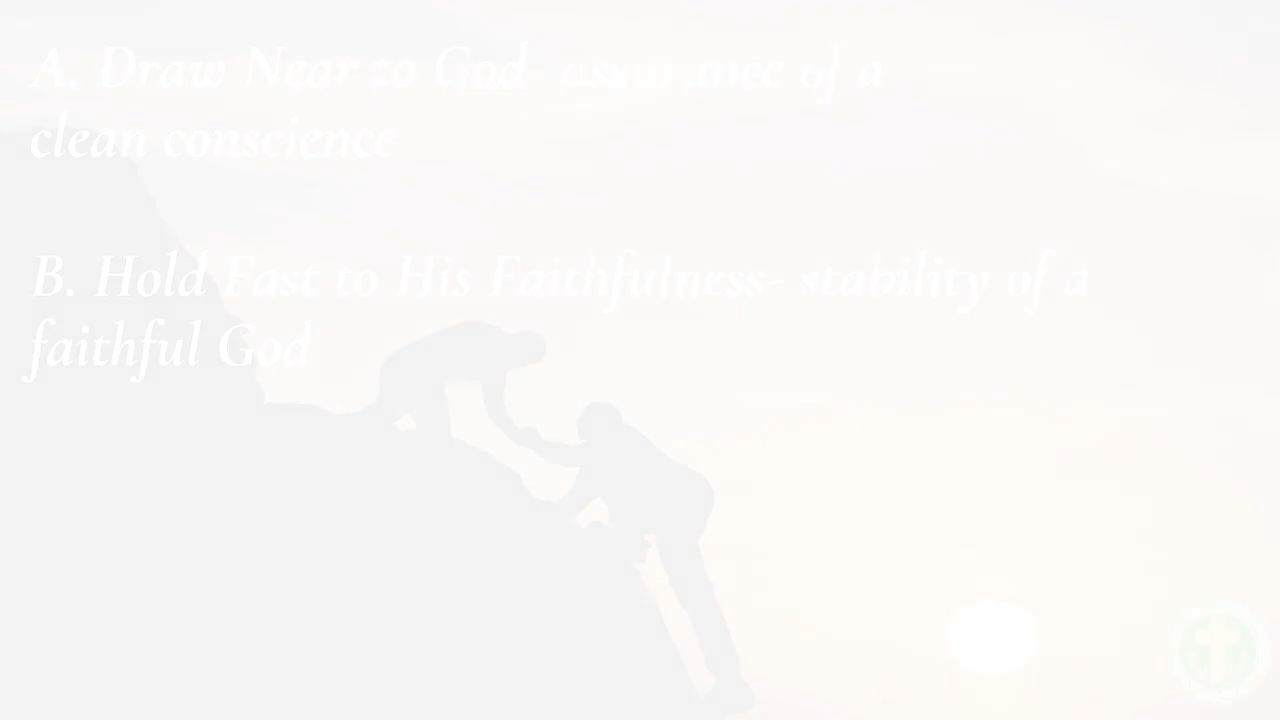 A. Draw Near to God- assurance of a
clean conscience
B. Hold Fast to His Faithfulness- stability of a
faithful God